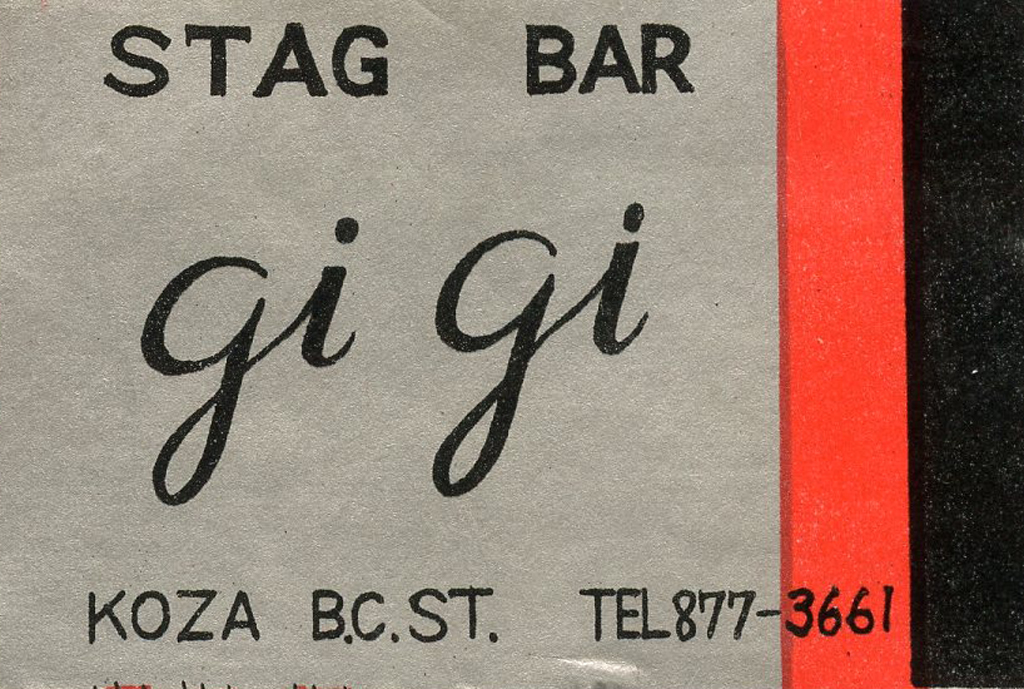 STAG BAR
gi gi
KOZA B.C.ST. TEL877-3661